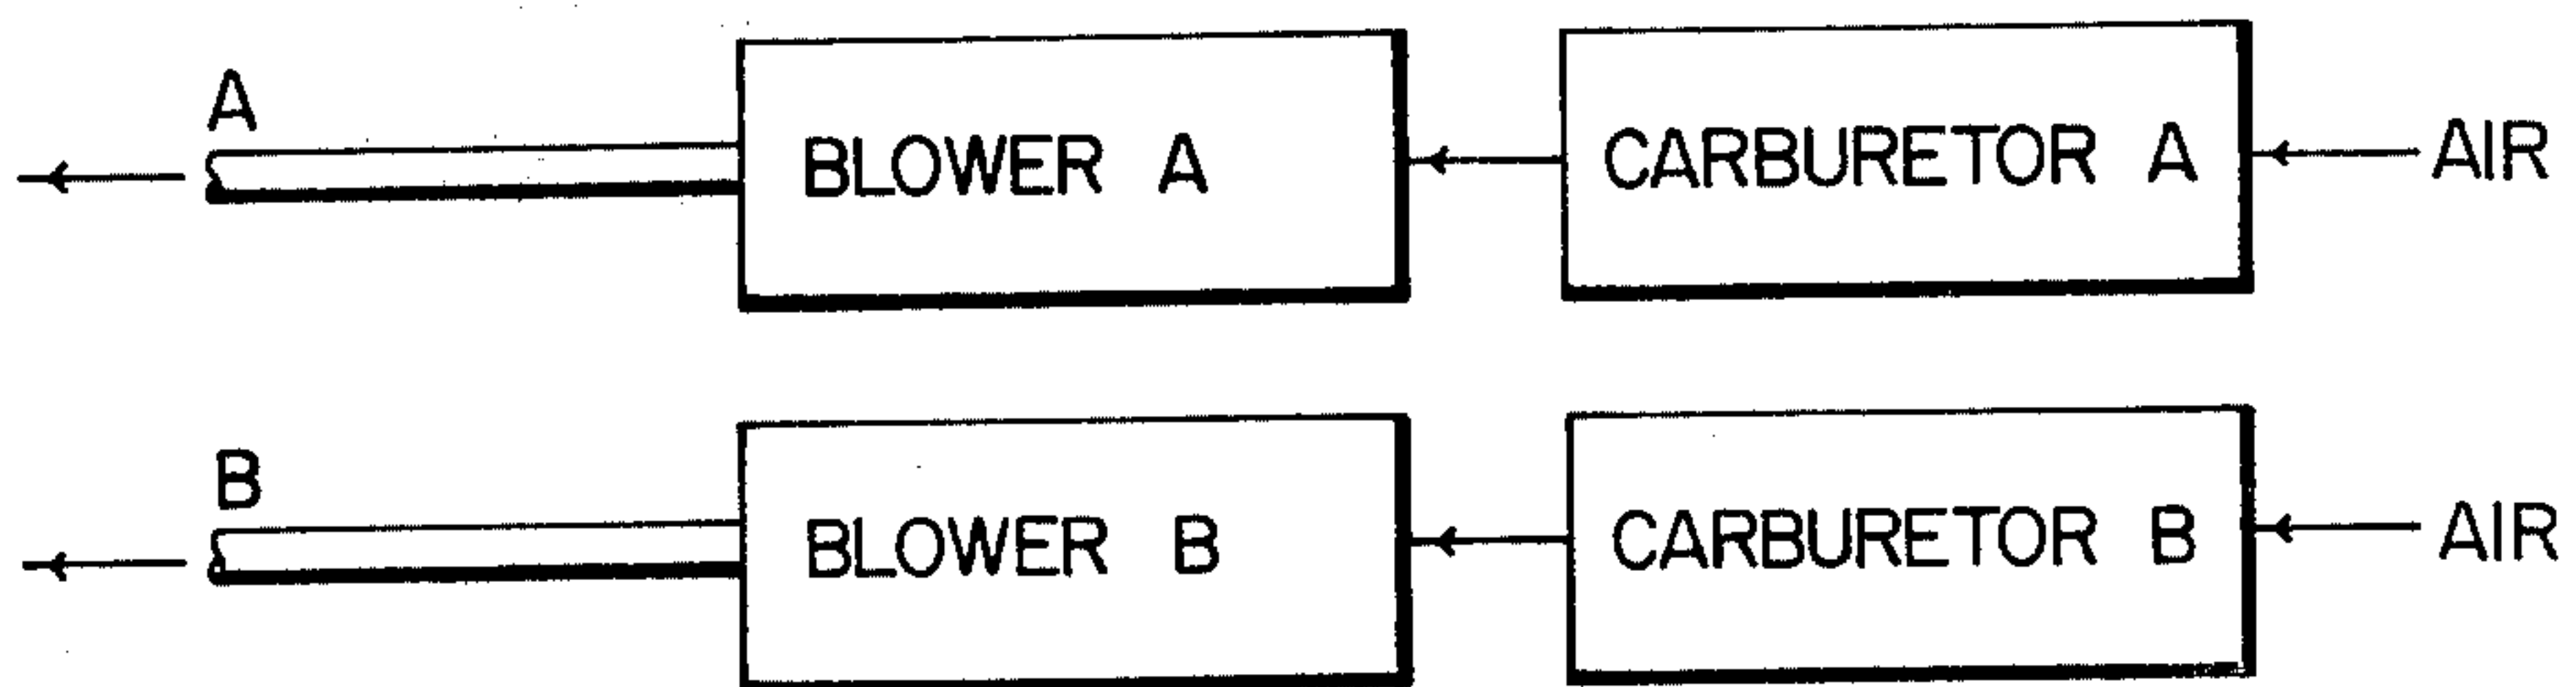 A
BLOWER A
CARBURETOR A
AIR
B
BLOWER B
CARBURETOR B
AIR